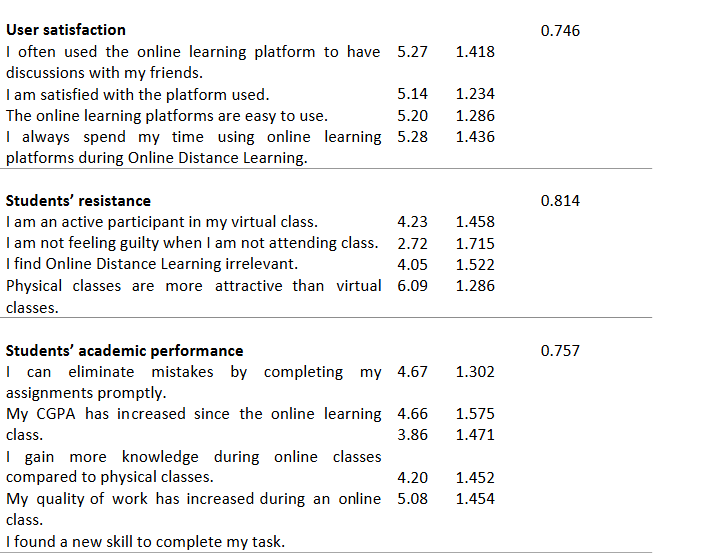 User satisfaction 0.746
I often used the online learning platform to have 5.27 1.418
discussions with my friends.
I am satisfied with the platform used. 5.14 1.234
The online learning platforms are easy to use. 5.20 1.286
I always spend my time using online learning 5.28 1.436
platforms during Online Distance Learning.
Students’ resistance 0.814
I am an active participant in my virtual class. 4.23 1.458
I am not feeling guilty when I am not attending class. 2.72 1.715
I find Online Distance Learning irrelevant. 4.05 1.522
Physical classes are more attractive than virtual 6.09 1.286
classes.
Students’ academic performance 0.757
I can eliminate mistakes by completing my 4.67 1.302
assignments promptly.
My CGPA has increased since the online learning 4.66 1.575
class. 3.86 1.471
I gain more knowledge during online classes
compared to physical classes. 4.20 1.452
My quality of work has increased during an online 5.08 1.454
class.
I found a new skill to complete my task.